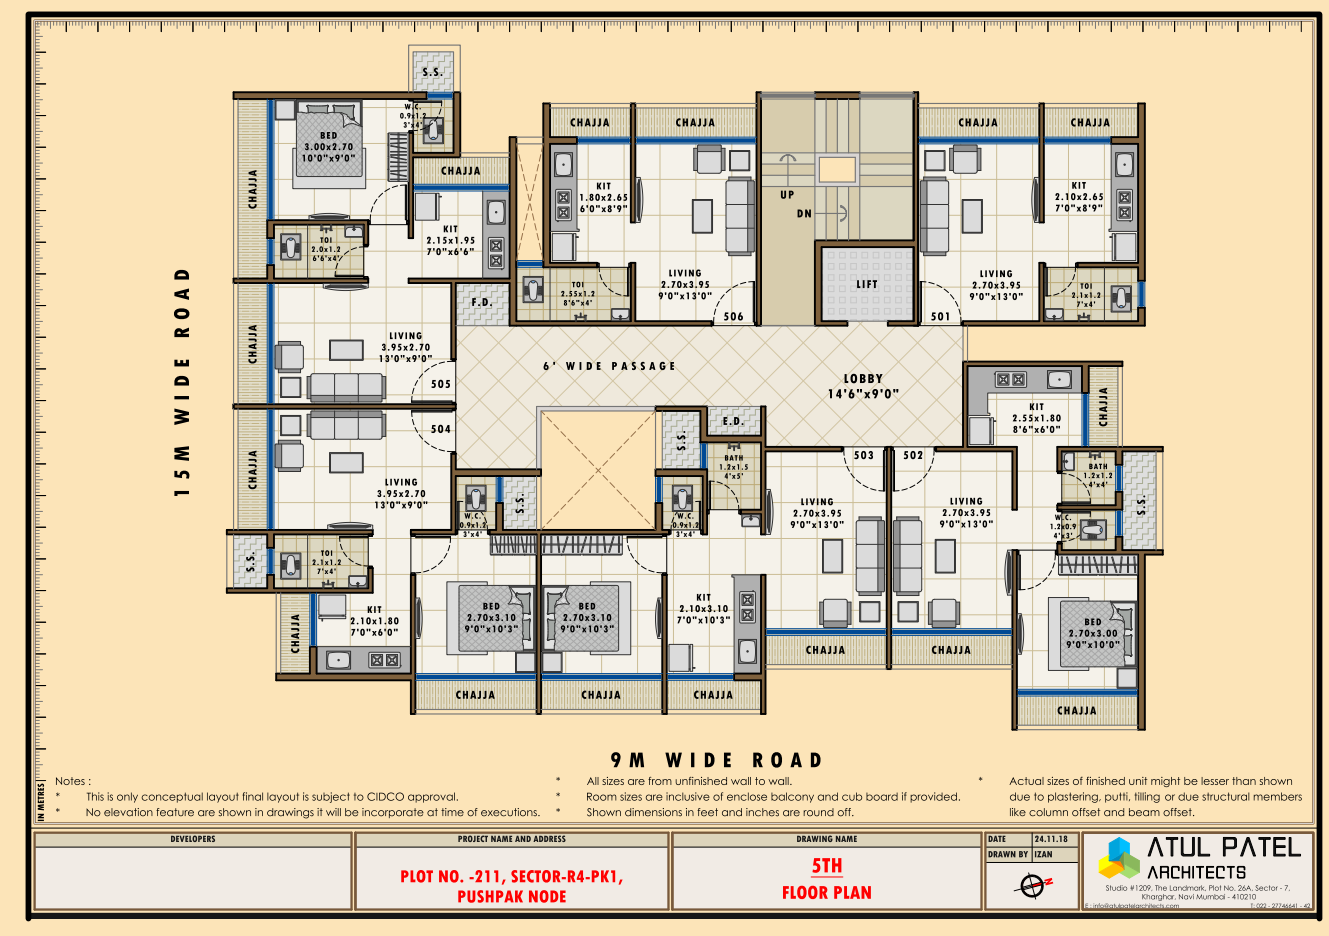 S.S.
BED
3.00x2.70
10'0"x9'0"
W.C.
0.9x1.2
3'x4'
CHAJJA
CHAJJA
TOI
2.0x1.2
6'6"x4'
KIT
2.15x1.95
7'0"x6'6"
CHAJJA
CHAJJA
KIT
1.80x2.65
6'0"x8'9"
LIVING
2.70x3.95
9'0"x13'0"
TOI
2.55x1.2
8'6"x4'
506
UP
DN
LIFT
CHAJJA
CHAJJA
KIT
2.10x2.65
7'0"x8'9"
LIVING
2.70x3.95
9'0"x13'0"
TOI
2.1x1.2
7'x4'
501
F.D.
CHAJJA
LIVING
3.95x2.70
13'0"x9'0"
505
6' WIDE PASSAGE
LOBBY
14'6"x9'0"
15M WIDE ROAD
504
CHAJJA
LIVING
3.95x2.70
13'0"x9'0"
W.C.
0.9x1.2
3'x4'
S.S.
S.S.
E.D.
BATH
1.2x1.5
4'x5'
W.C.
0.9x1.2
3'x4'
503
502
LIVING
2.70x3.95
9'0"x13'0"
LIVING
2.70x3.95
9'0"x13'0"
KIT
2.55x1.80
8'6"x6'0"
CHAJJA
BATH
1.2x1.2
4'x4'
W.C.
1.2x0.9
4'x3'
S.S.
S.S.
TOI
2.1x1.2
7'x4'
CHAJJA
KIT
2.10x1.80
7'0"x6'0"
BED
2.70x3.10
9'0"x10'3"
BED
2.70x3.10
9'0"x10'3"
KIT
2.10x3.10
7'0"x10'3"
BED
2.70x3.00
9'0"x10'0"
CHAJJA
CHAJJA
CHAJJA
CHAJJA
CHAJJA
CHAJJA
9M WIDE ROAD
IN METRES
Notes :
* This is only conceptual layout final layout is subject to CIDCO approval.
* No elevation feature are shown in drawings it will be incorporate at time of executions.
* All sizes are from unfinished wall to wall.
* Room sizes are inclusive of enclose balcony and cub board if provided.
* Shown dimensions in feet and inches are round off.
* Actual sizes of finished unit might be lesser than shown
due to plastering, putti, tilling or due structural members
like column offset and beam offset.
DEVELOPERS
PROJECT NAME AND ADDRESS
PLOT NO. -211, SECTOR-R4-PK1,
PUSHPAK NODE
DRAWING NAME
5TH
FLOOR PLAN
DATE 24.11.18
DRAWN BY IZAN
N
ATUL PATEL
ARCHITECTS
Studio #1209, The Landmark, Plot No. 26A, Sector - 7,
Kharghar, Navi Mumbai - 410210
E : info@atulpatelarchitects.com T: 022 - 27746641 - 42